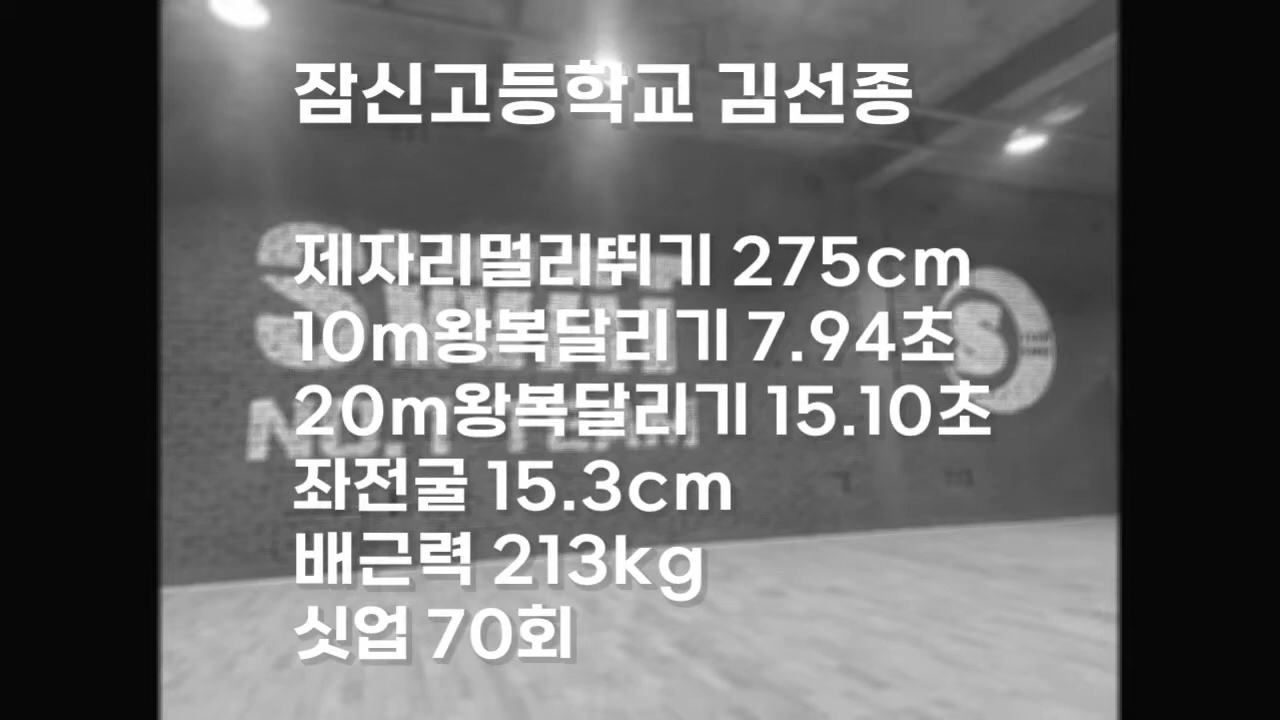 잠신고등학교 김선종
제자리멀리뛰기 275cm
10m왕복달리기 7.94초
20m왕복달리기 15.10초
좌전굴 15.3cm
배근력 213kg
싯업 70회